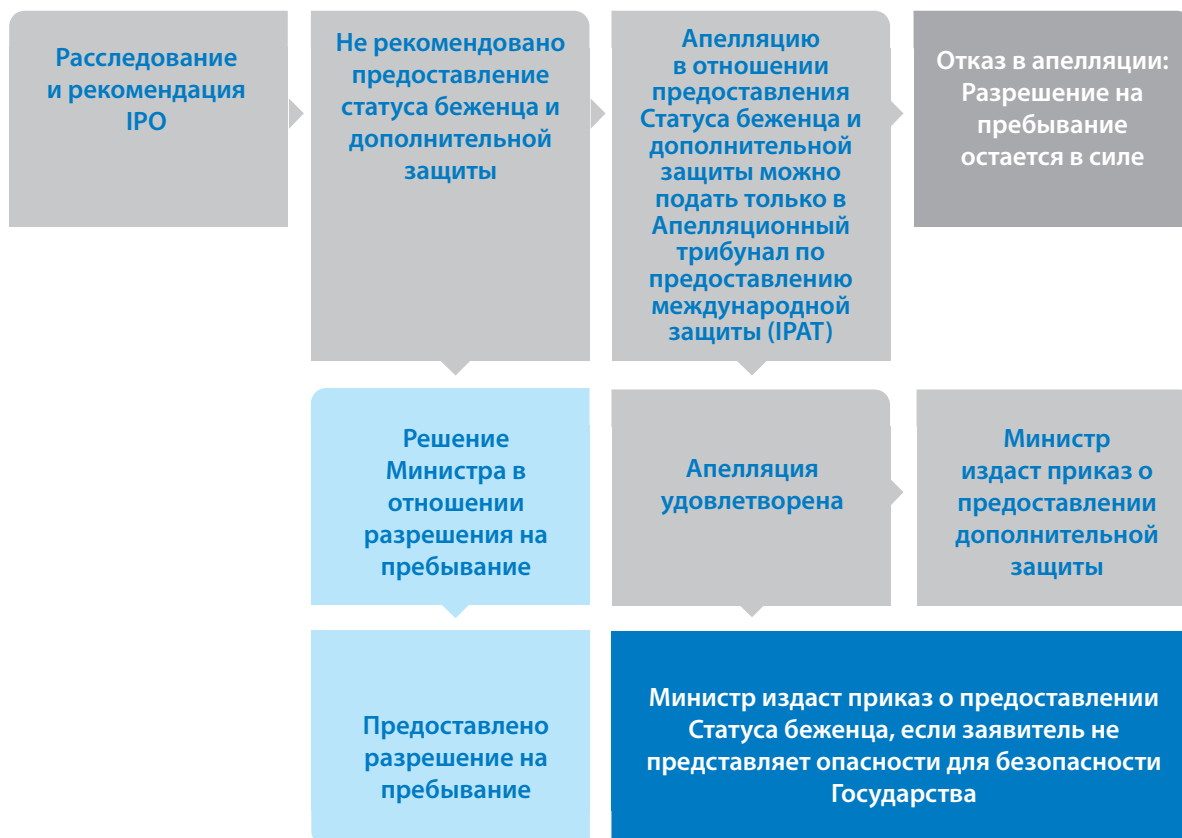 Расследование
и рекомендация
IPO
Не рекомендовано
предоставление
статуса беженца и
дополнительной
защиты
Апелляцию
в отношении
предоставления
Статуса беженца и
дополнительной
защиты можно
подать только в
Апелляционный
трибунал по
предоставлению
международной
защиты (IPAT)
Отказ в апелляции:
Разрешение на
пребывание
остается в силе
Решение
Министра в
отношении
разрешения на
пребывание
Апелляция
удовлетворена
Министр
издаст приказ о
предоставлении
дополнительной
защиты
Предоставлено
разрешение на
пребывание
Министр издаст приказ о предоставлении
Статуса беженца, если заявитель не
представляет опасности для безопасности
Государства